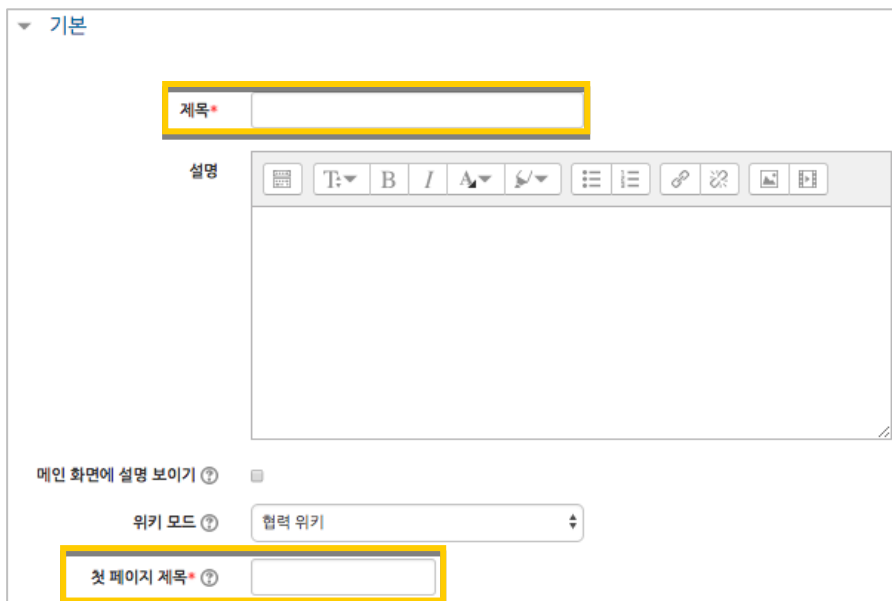 기본
제목*
설명
메인 화면에 설명 보이기
위키 모드
협력 위키
첫 페이지 제목*